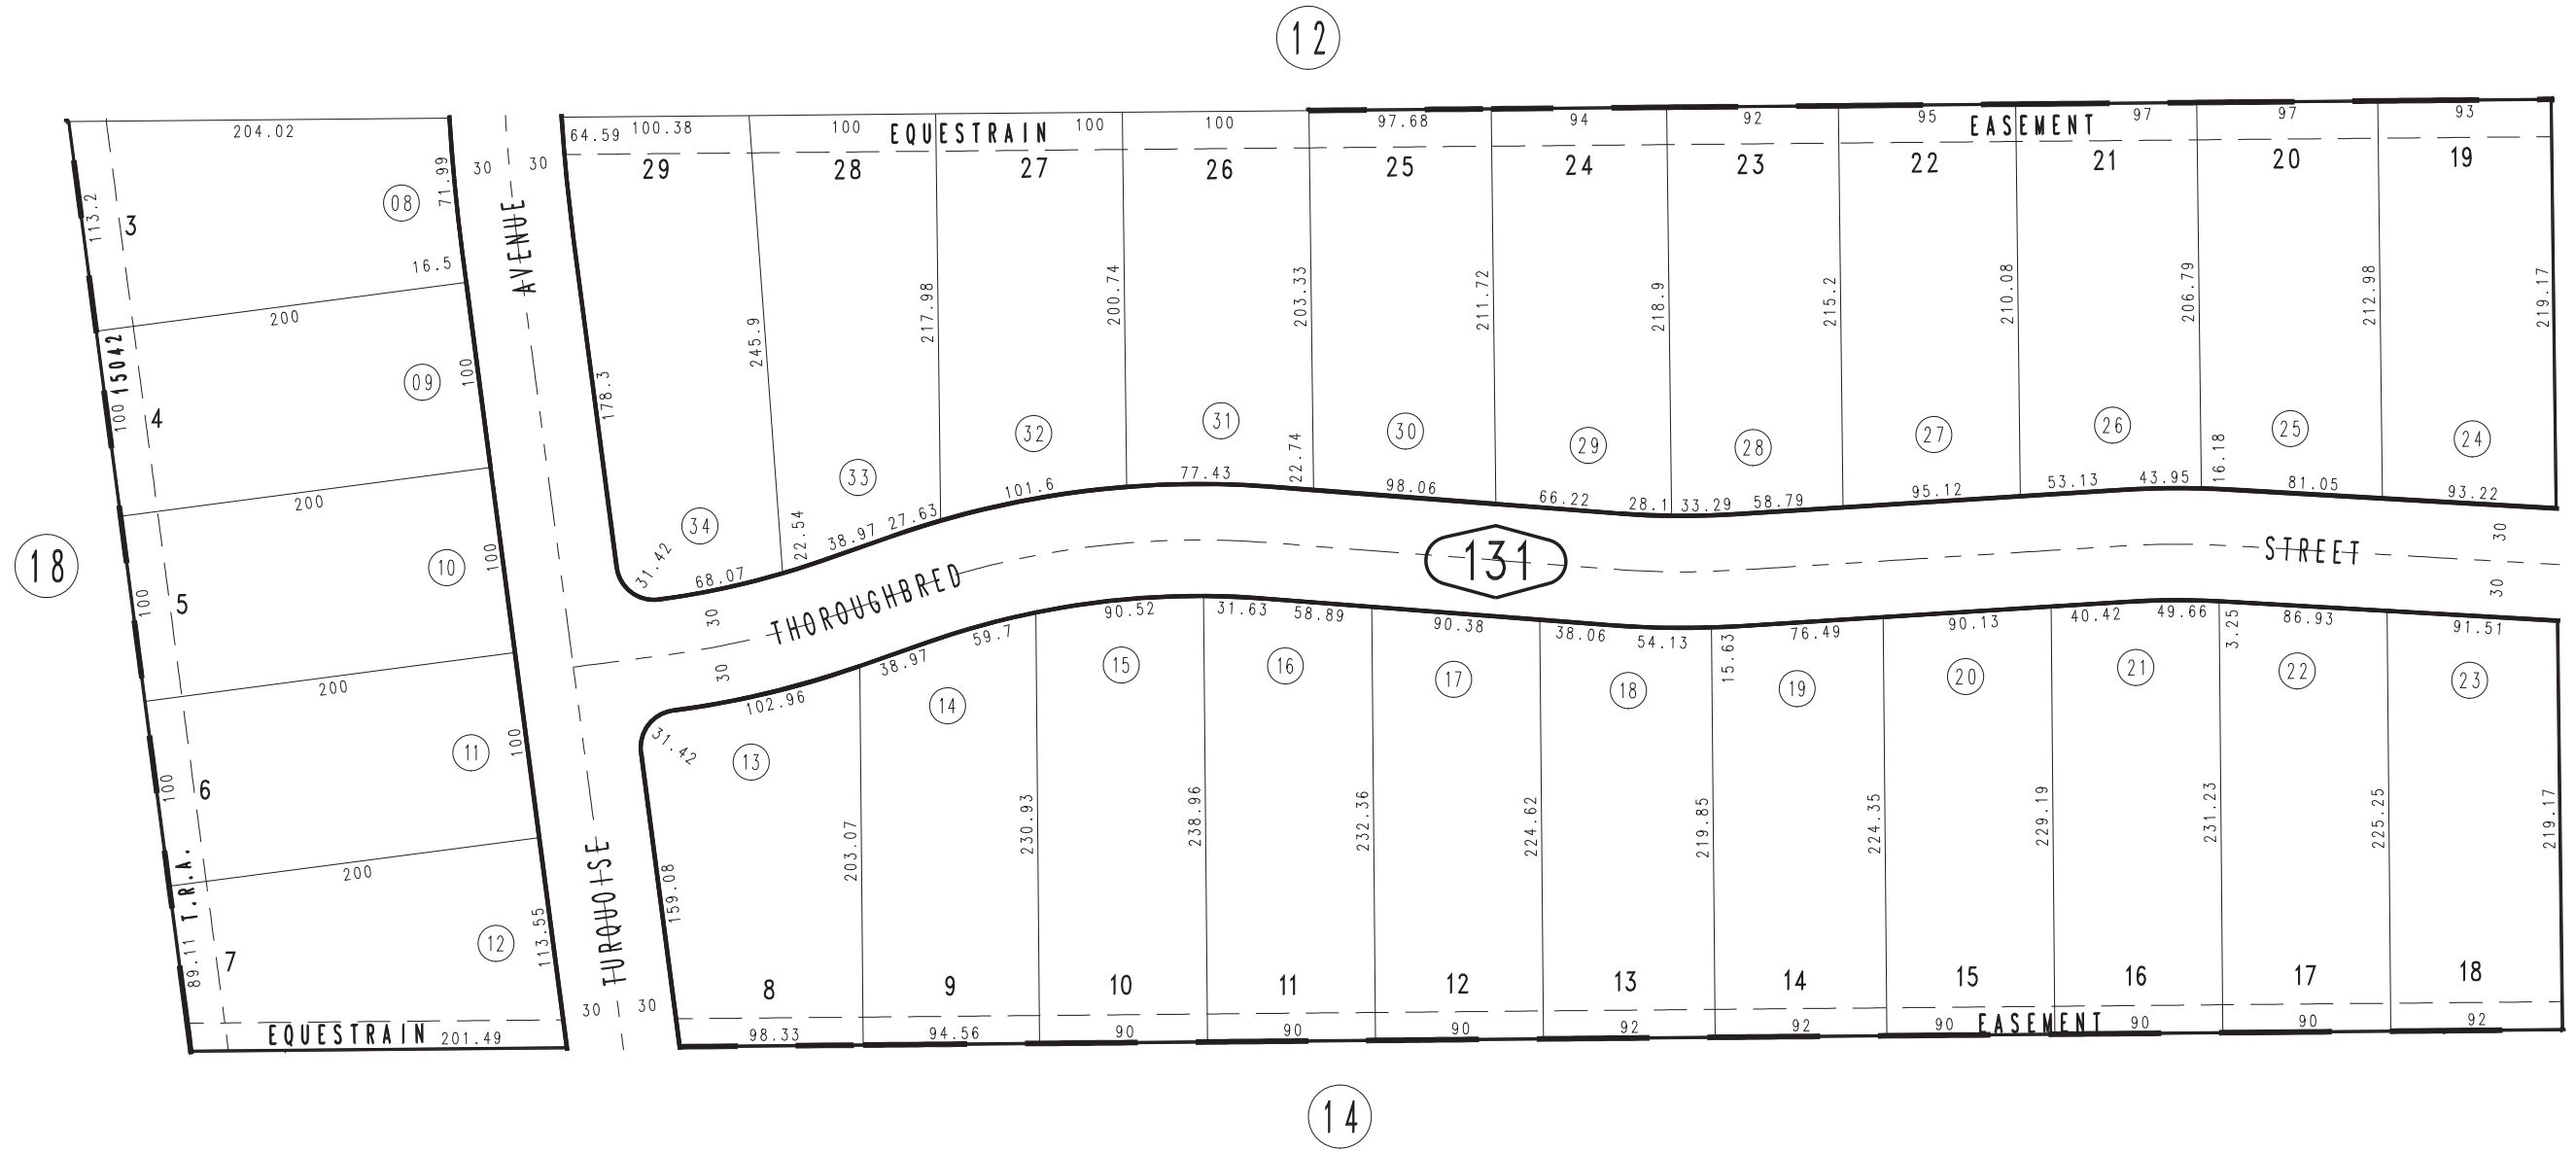 12
204.02
64.59 100.38 100 EQUESTRAIN 100 100 97.68 94 92 95 EASEMENT 97 97 93
30 30
29 28 27 26 25 24 23 22 21 20 19
71.99
08
113.2
3
16.5
200
AVENUE
245.9 217.98 200.74 203.33 211.72 218.9 215.2 210.08 206.79 212.98 219.17
178.3
15042
09
100
100
4
200
34 33 32 31 30 29 28 27 26 25 24
31.42 68.07 22.54 38.97 27.63 101.6 77.43 22.74 98.06 66.22 28.1 33.29 58.79 95.12 53.13 43.95 16.18 81.05 93.22
18
10
100
100
5
200
30
THOROUGHBRED
131
STREET
30
30
30
31.42 102.96 38.97 59.7 90.52 31.63 58.89 90.38 38.06 54.13 15.63 76.49 90.13 40.42 49.66 3.25 86.93 91.51
13 14 15 16 17 18 19 20 21 22 23
11
100
100
6
200
203.07 230.93 238.96 232.36 224.62 219.85 224.35 229.19 231.23 225.25 219.17
159.08
TURQUOISE
T.R.A.
12
113.55
89.11
7
8 9 10 11 12 13 14 15 16 17 18
30 30
EQUESTRAIN 201.49
98.33 94.56 90 90 90 92 92 90 EASEMENT 90 90 92
14